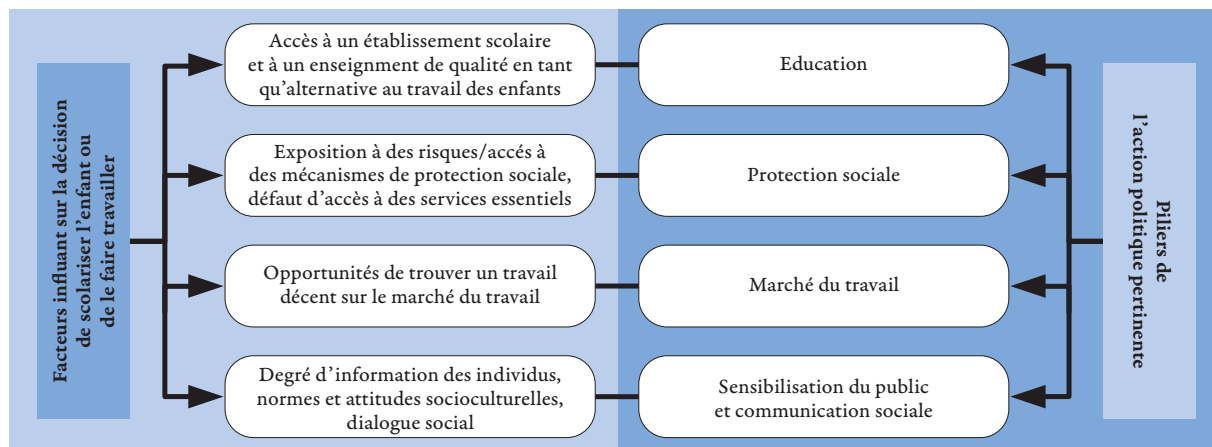 Facteurs influant sur la décision
de scolariser l'enfant ou
de le faire travailler
Accès à un établissement scolaire
et à un enseignment de qualité en tant
qu'alternative au travail des enfants
Education
Exposition à des risques/accés à
des mécanismes de protection sociale,
défaut d'accès à des services essentiels
Protection sociale
Opportunités de trouver un travail
décent sur le marché du travail
Marché du travail
Degré d'information des individus,
normes et attitudes socioculturelles,
dialogue social
Sensibilisation du public
et communication sociale
Piliers de
l'action politique pertinente